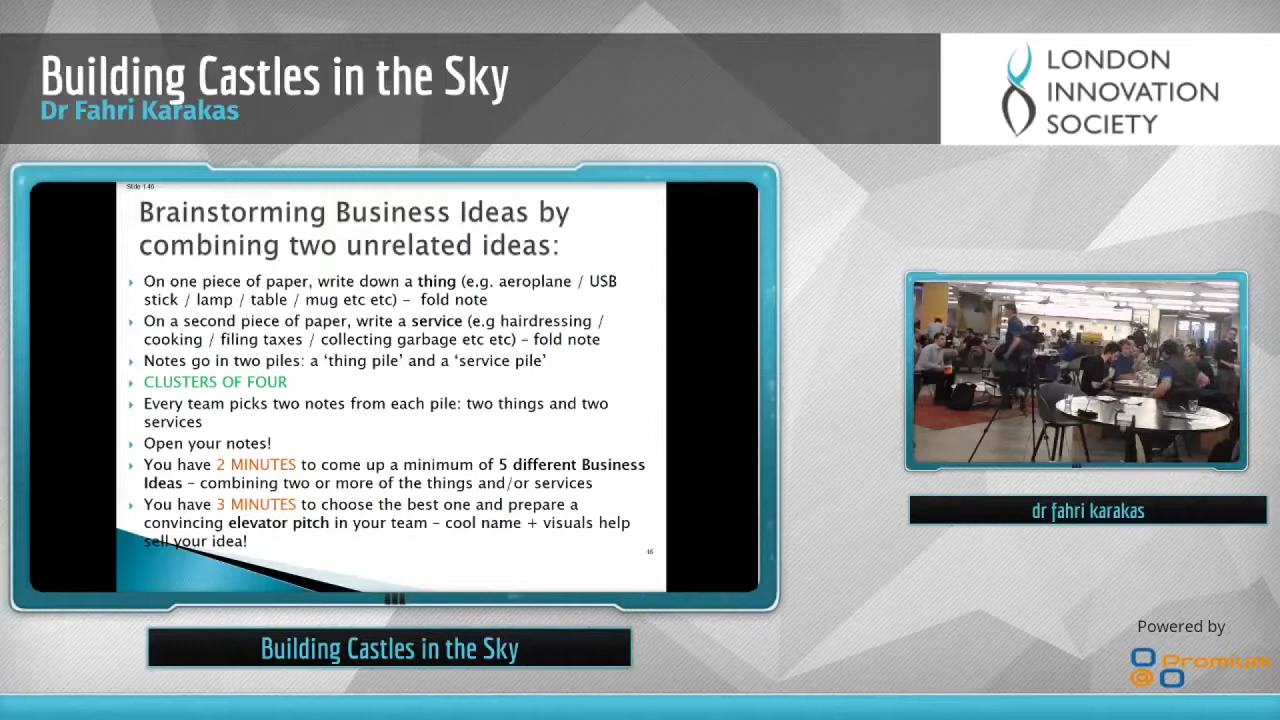 Building Castles in the Sky
Dr Fahri Karakas
LONDON
INNOVATION
SOCIETY
Slide 1.46
Brainstorming Business Ideas by
combining two unrelated ideas:
On one piece of paper, write down a thing (e.g. aeroplane / USB
stick / lamp / table / mug etc etc) – fold note
On a second piece of paper, write a service (e.g hairdressing /
cooking / filing taxes / collecting garbage etc etc) – fold note
Notes go in two piles: a ‘thing pile’ and a ‘service pile’
CLUSTERS OF FOUR
Every team picks two notes from each pile: two things and two
services
Open your notes!
You have 2 MINUTES to come up a minimum of 5 different Business
Ideas – combining two or more of the things and/or services
You have 3 MINUTES to choose the best one and prepare a
convincing elevator pitch in your team – cool name + visuals help
sell your idea!
46
dr fahri karakas
Building Castles in the Sky
Powered by
Promium